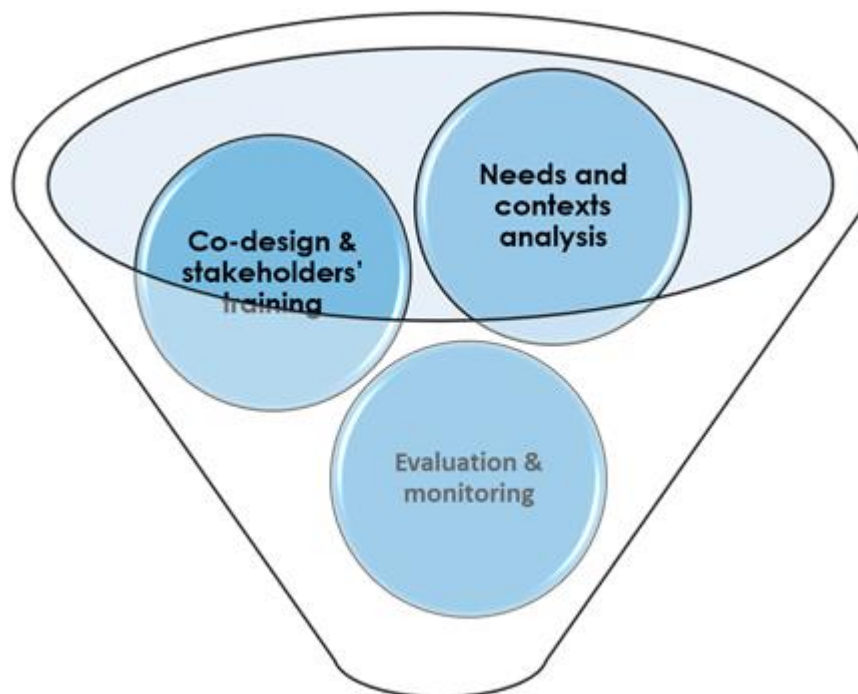 Needs and
contexts
analysis
Co-design &
stakeholders’
training
Evaluation &
monitoring